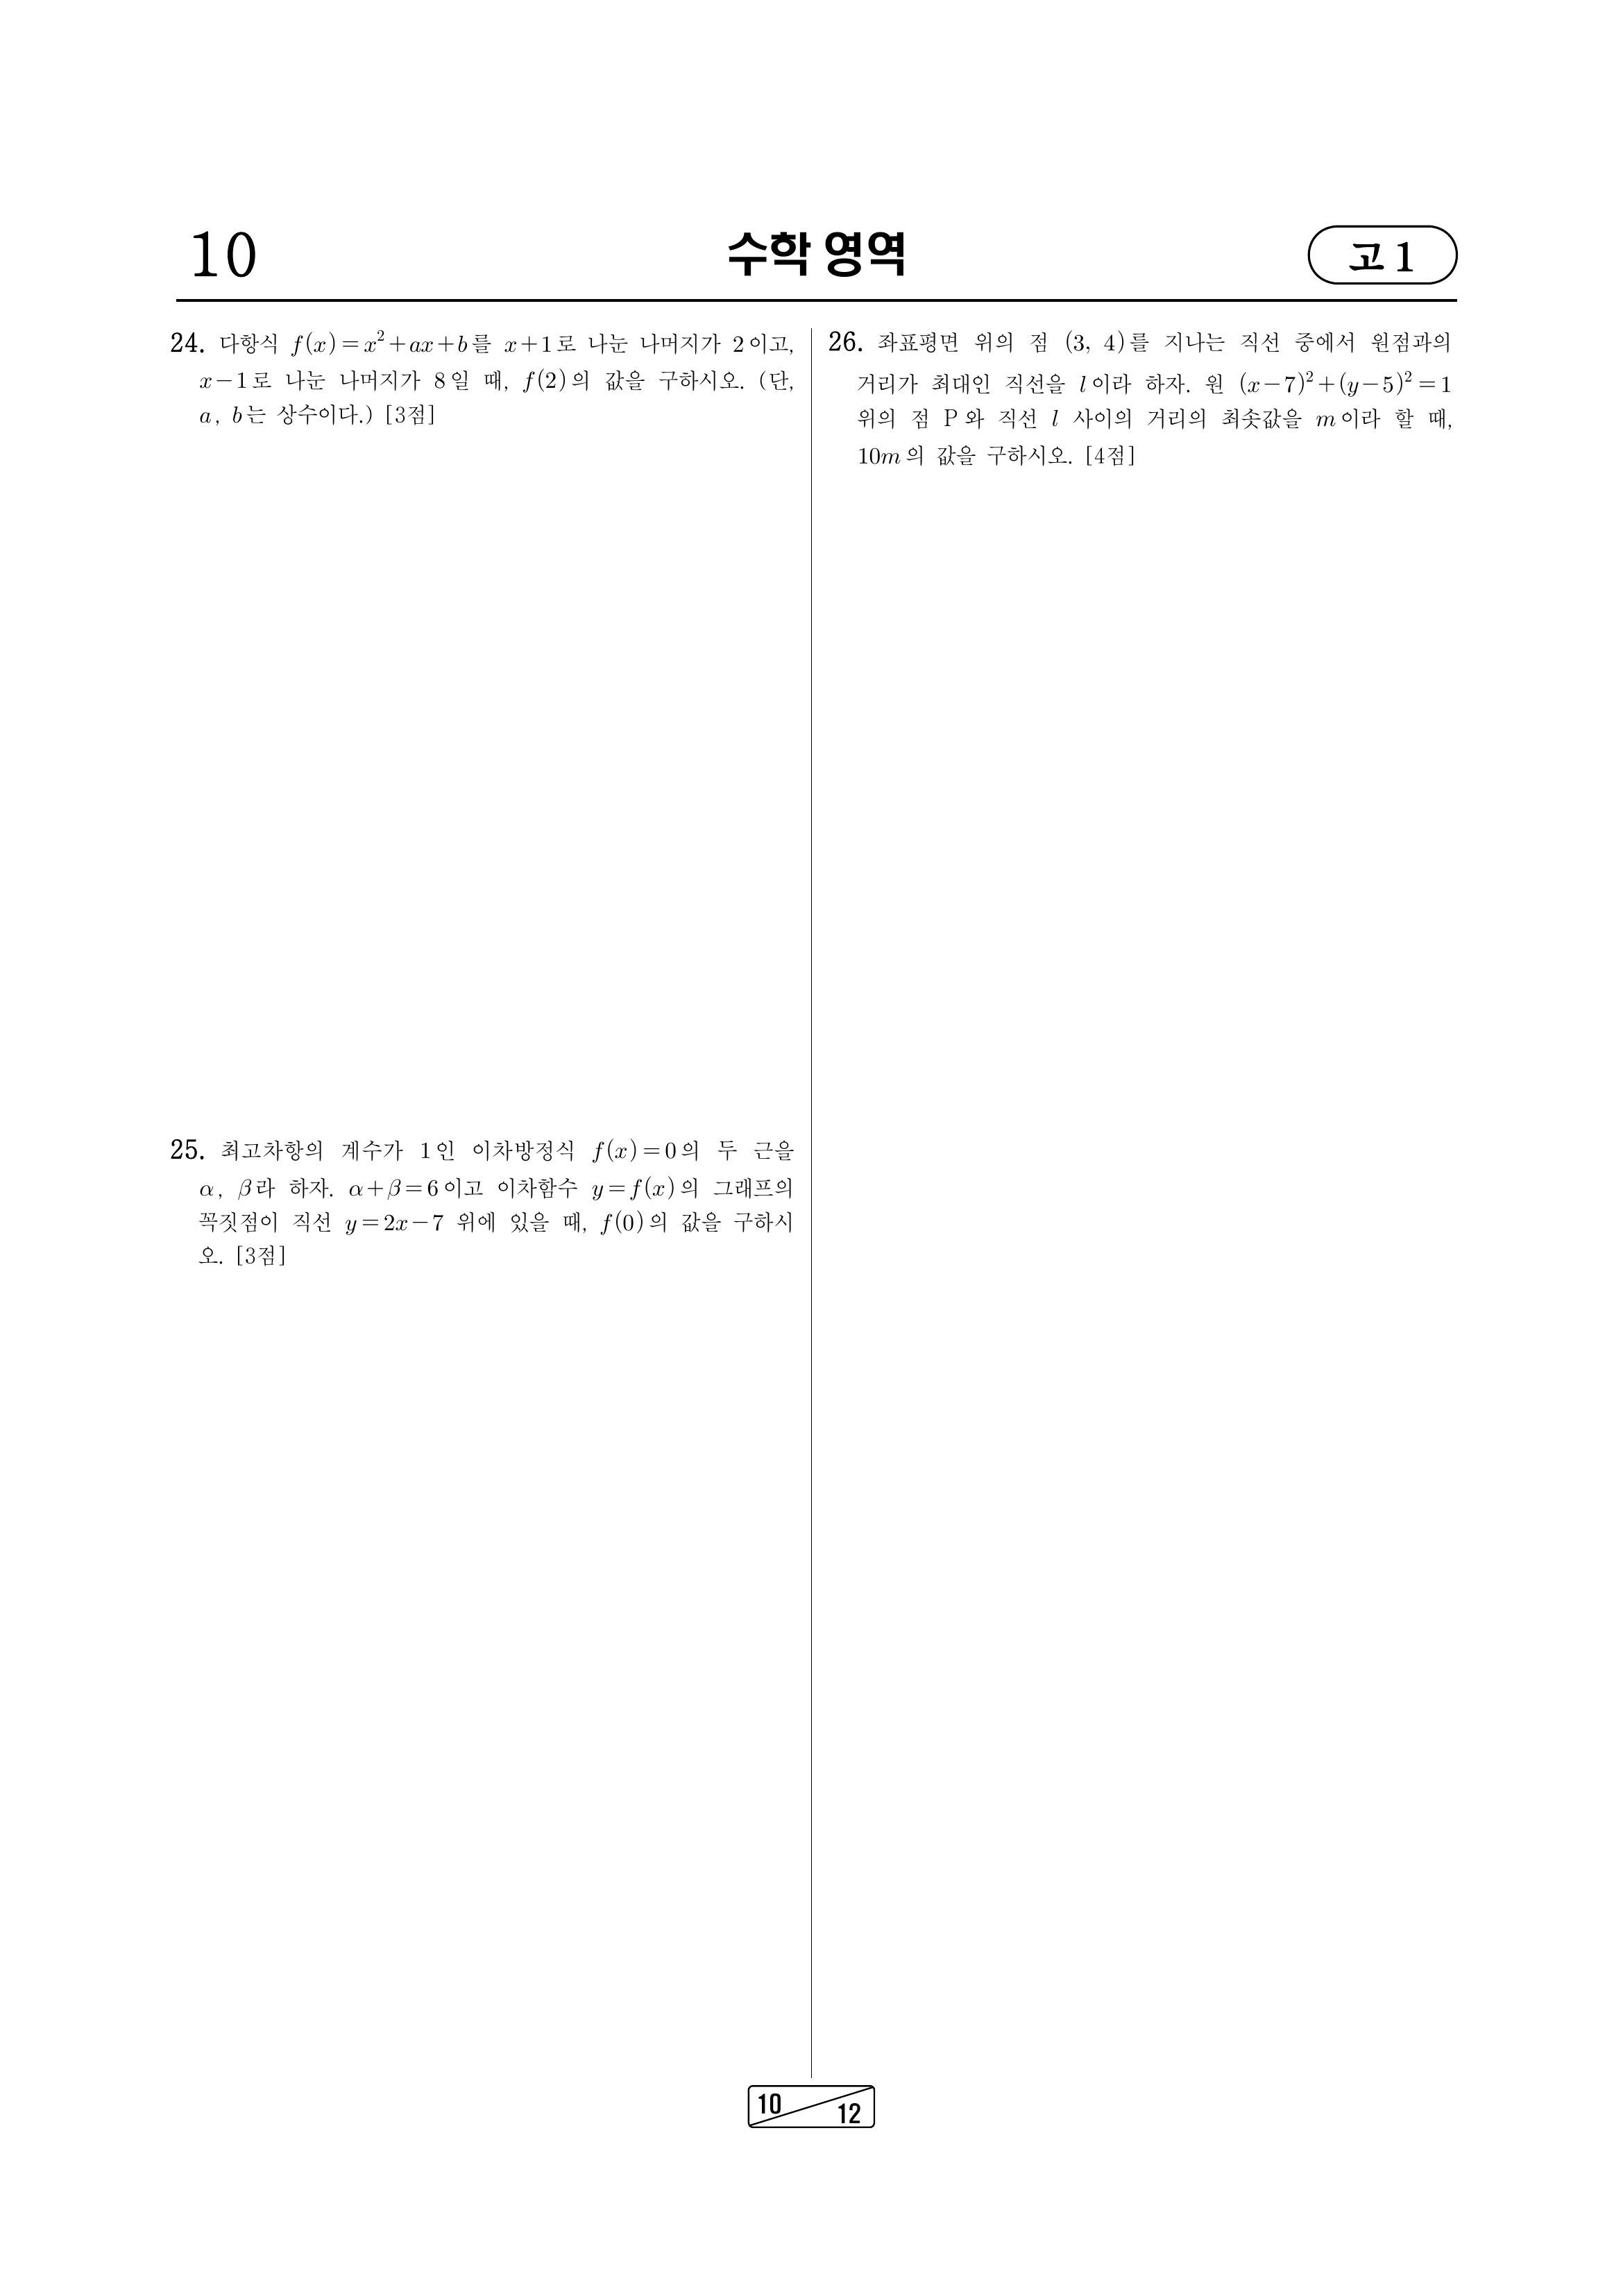 10
수학 영역
고 1
24. 다항식 f(x)=x²+ax+b를 x+1로 나눈 나머지가 2이고,
x-1로 나눈 나머지가 8일 때, f(2)의 값을 구하시오. (단,
a, b는 상수이다.) [3점]
25. 최고차항의 계수가 1인 이차방정식 f(x)=0의 두 근을
α, β라 하자. α+β=6이고 이차함수 y=f(x)의 그래프의
꼭짓점이 직선 y=2x-7 위에 있을 때, f(0)의 값을 구하시
오. [3점]
26. 좌표평면 위의 점 (3, 4)를 지나는 직선 중에서 원점과의
거리가 최대인 직선을 l이라 하자. 원 (x-7)²+(y-5)²=1
위의 점 P와 직선 l 사이의 거리의 최솟값을 m이라 할 때,
10m의 값을 구하시오. [4점]
10
12